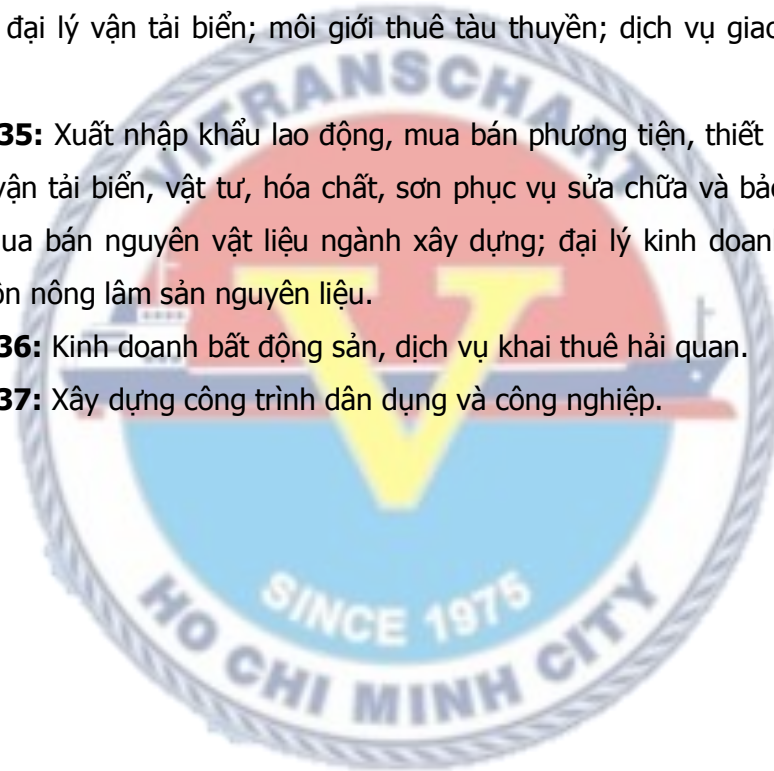 đại lý vận tải biển; môi giới thuê tàu thuyền; dịch vụ giao
35: Xuất nhập khẩu lao động, mua bán phương tiện, thiết
vận tải biển, vật tư, hóa chất, sơn phục vụ sửa chữa và bảo
mua bán nguyên vật liệu ngành xây dựng; đại lý kinh doanh
nông lâm sản nguyên liệu.
36: Kinh doanh bất động sản, dịch vụ khai thuê hải quan.
37: Xây dựng công trình dân dụng và công nghiệp.
VITRANSCHART
V
SINCE 1975
HO CHI MINH CITY